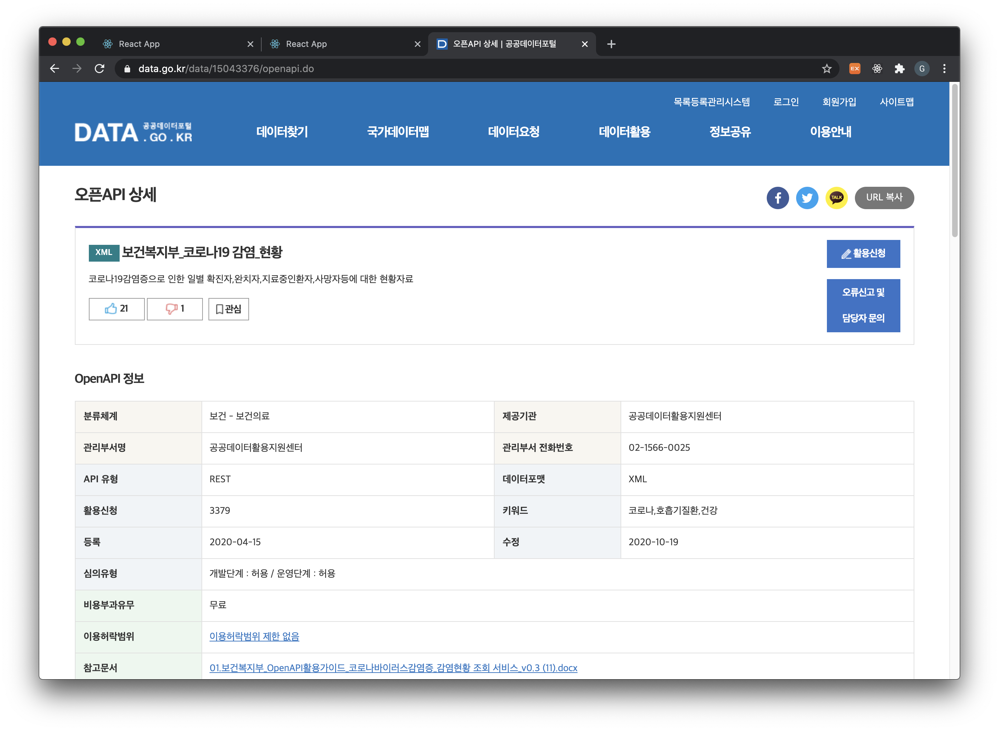 React App
React App
오픈API 상세 | 공공데이터포털
data.go.kr/data/15043376/openapi.do
EX
G
목록등록관리시스템 로그인 회원가입 사이트맵
DATA 공공데이터포털
.GO.KR
데이터찾기 국가데이터맵 데이터요청 데이터활용 정보공유 이용안내
오픈API 상세
f
TALK
URL 복사
XML 보건복지부_코로나19 감염_현황
활용신청
코로나19감염증으로 인한 일별 확진자,완치자,지료중인환자,사망자등에 대한 현황자료
오류신고 및
담당자 문의
21 1 관심
OpenAPI 정보
분류체계 보건 - 보건의료 제공기관 공공데이터활용지원센터
관리부서명 공공데이터활용지원센터 관리부서 전화번호 02-1566-0025
API 유형 REST 데이터포맷 XML
활용신청 3379 키워드 코로나,호흡기질환,건강
등록 2020-04-15 수정 2020-10-19
심의유형 개발단계 : 허용 / 운영단계 : 허용
비용부과유무 무료
이용허락범위 이용허락범위 제한 없음
참고문서 01.보건복지부_OpenAPI활용가이드_코로나바이러스감염증_감염현황 조회 서비스_v0.3 (11).docx